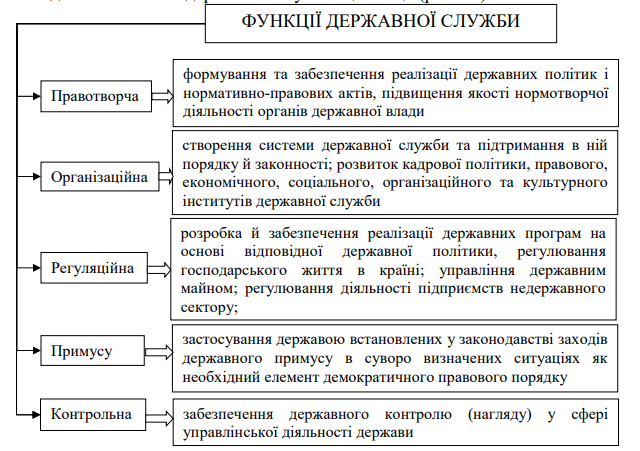 ФУНКЦІЇ ДЕРЖАВНОЇ СЛУЖБИ
Правотворча
формування та забезпечення реалізації державних політик і
нормативно-правових актів, підвищення якості нормотворчої
діяльності органів державної влади
Організаційна
створення системи державної служби та підтримання в ній
порядку й законності; розвиток кадрової політики, правового,
економічного, соціального, організаційного та культурного
інститутів державної служби
Регуляційна
розробка й забезпечення реалізації державних програм на
основі відповідної державної політики, регулювання
господарського життя в країні; управління державним
майном; регулювання діяльності підприємств недержавного
сектору;
Примусу
застосування державою встановлених у законодавстві заходів
державного примусу в суворо визначених ситуаціях як
необхідний елемент демократичного правового порядку
Контрольна
забезпечення державного контролю (нагляду) у сфері
управлінської діяльності держави